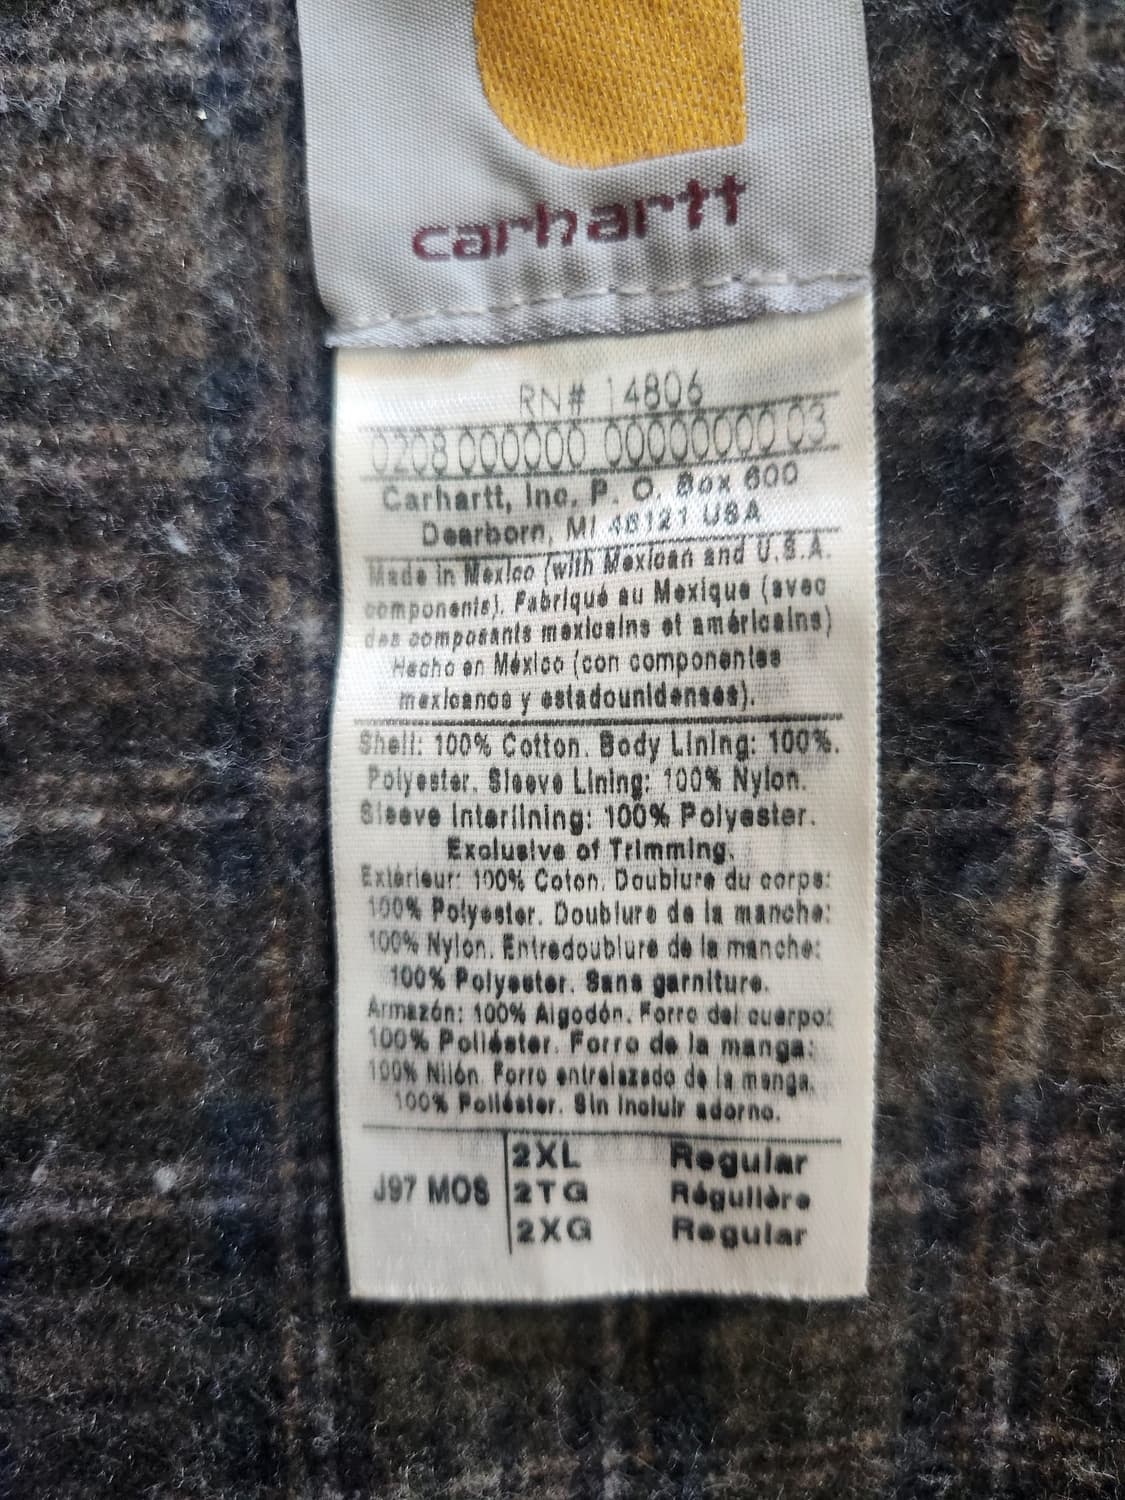 carhartt
RN# 14806
0208 000000 00000000 03
Carhartt, Inc. P. O. Box 600
Dearborn, MI 48121 USA
Made in Mexico (with Mexican and U.S.A.
components). Fabriqué au Mexique (avec
des composants mexicains et américains)
Hecho en México (con componentes
mexicanos y estadounidenses).
Shell: 100% Cotton. Body Lining: 100%.
Polyester. Sleeve Lining: 100% Nylon.
Sleeve Interlining: 100% Polyester.
Exclusive of Trimming.
Extérieur: 100% Coton. Doublure du corps:
100% Polyester. Doublure de la manche:
100% Nylon. Entredoublure de la manche:
100% Polyester. Sans garniture.
Armazón: 100% Algodón. Forro del cuerpo:
100% Poliéster. Forro de la manga:
100% Nilón. Forro entrelazado de la manga.
100% Poliéster. Sin incluir adorno.
J97 MOS
2XL Regular
2TG Régulière
2XG Regular